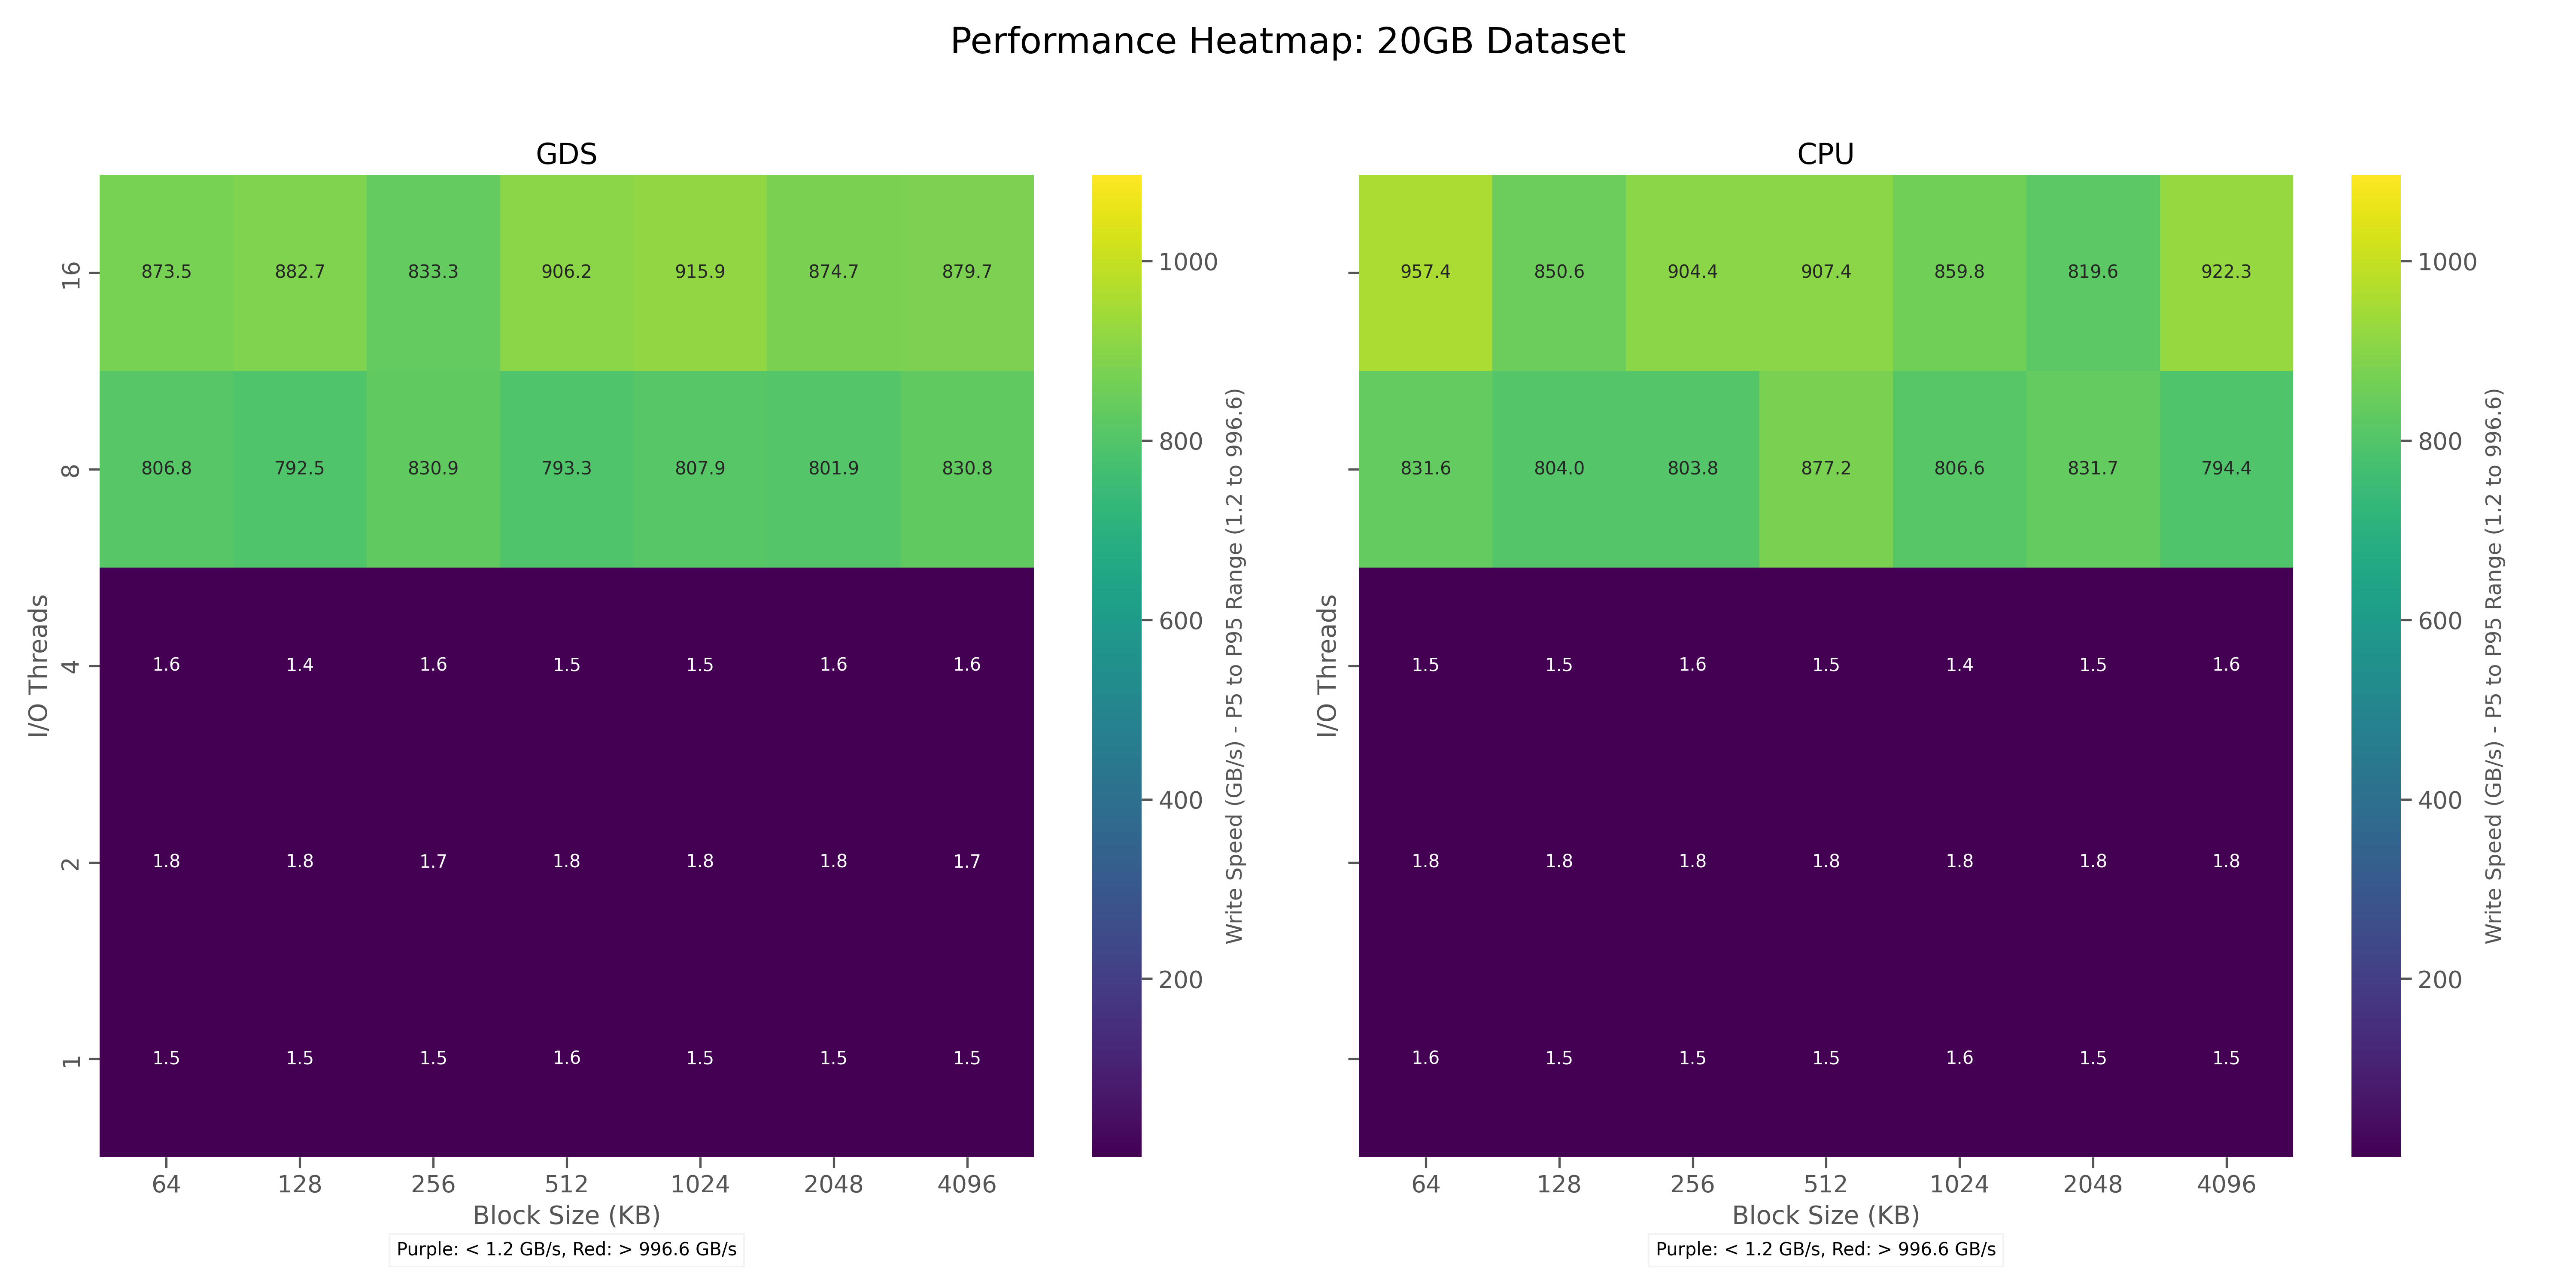 Performance Heatmap: 20GB Dataset
GDS
16 873.5 882.7 833.3 906.2 915.9 874.7 879.7
8 806.8 792.5 830.9 793.3 807.9 801.9 830.8
4 1.6 1.4 1.6 1.5 1.5 1.6 1.6
2 1.8 1.8 1.7 1.8 1.8 1.8 1.7
1 1.5 1.5 1.5 1.6 1.5 1.5 1.5
I/O Threads
64 128 256 512 1024 2048 4096
Block Size (KB)
Purple: < 1.2 GB/s, Red: > 996.6 GB/s
1000
800
600
400
200
Write Speed (GB/s) - P5 to P95 Range (1.2 to 996.6)
CPU
957.4 850.6 904.4 907.4 859.8 819.6 922.3
831.6 804.0 803.8 877.2 806.6 831.7 794.4
1.5 1.5 1.6 1.5 1.4 1.5 1.6
1.8 1.8 1.8 1.8 1.8 1.8 1.8
1.6 1.5 1.5 1.5 1.6 1.5 1.5
I/O Threads
64 128 256 512 1024 2048 4096
Block Size (KB)
Purple: < 1.2 GB/s, Red: > 996.6 GB/s
1000
800
600
400
200
Write Speed (GB/s) - P5 to P95 Range (1.2 to 996.6)